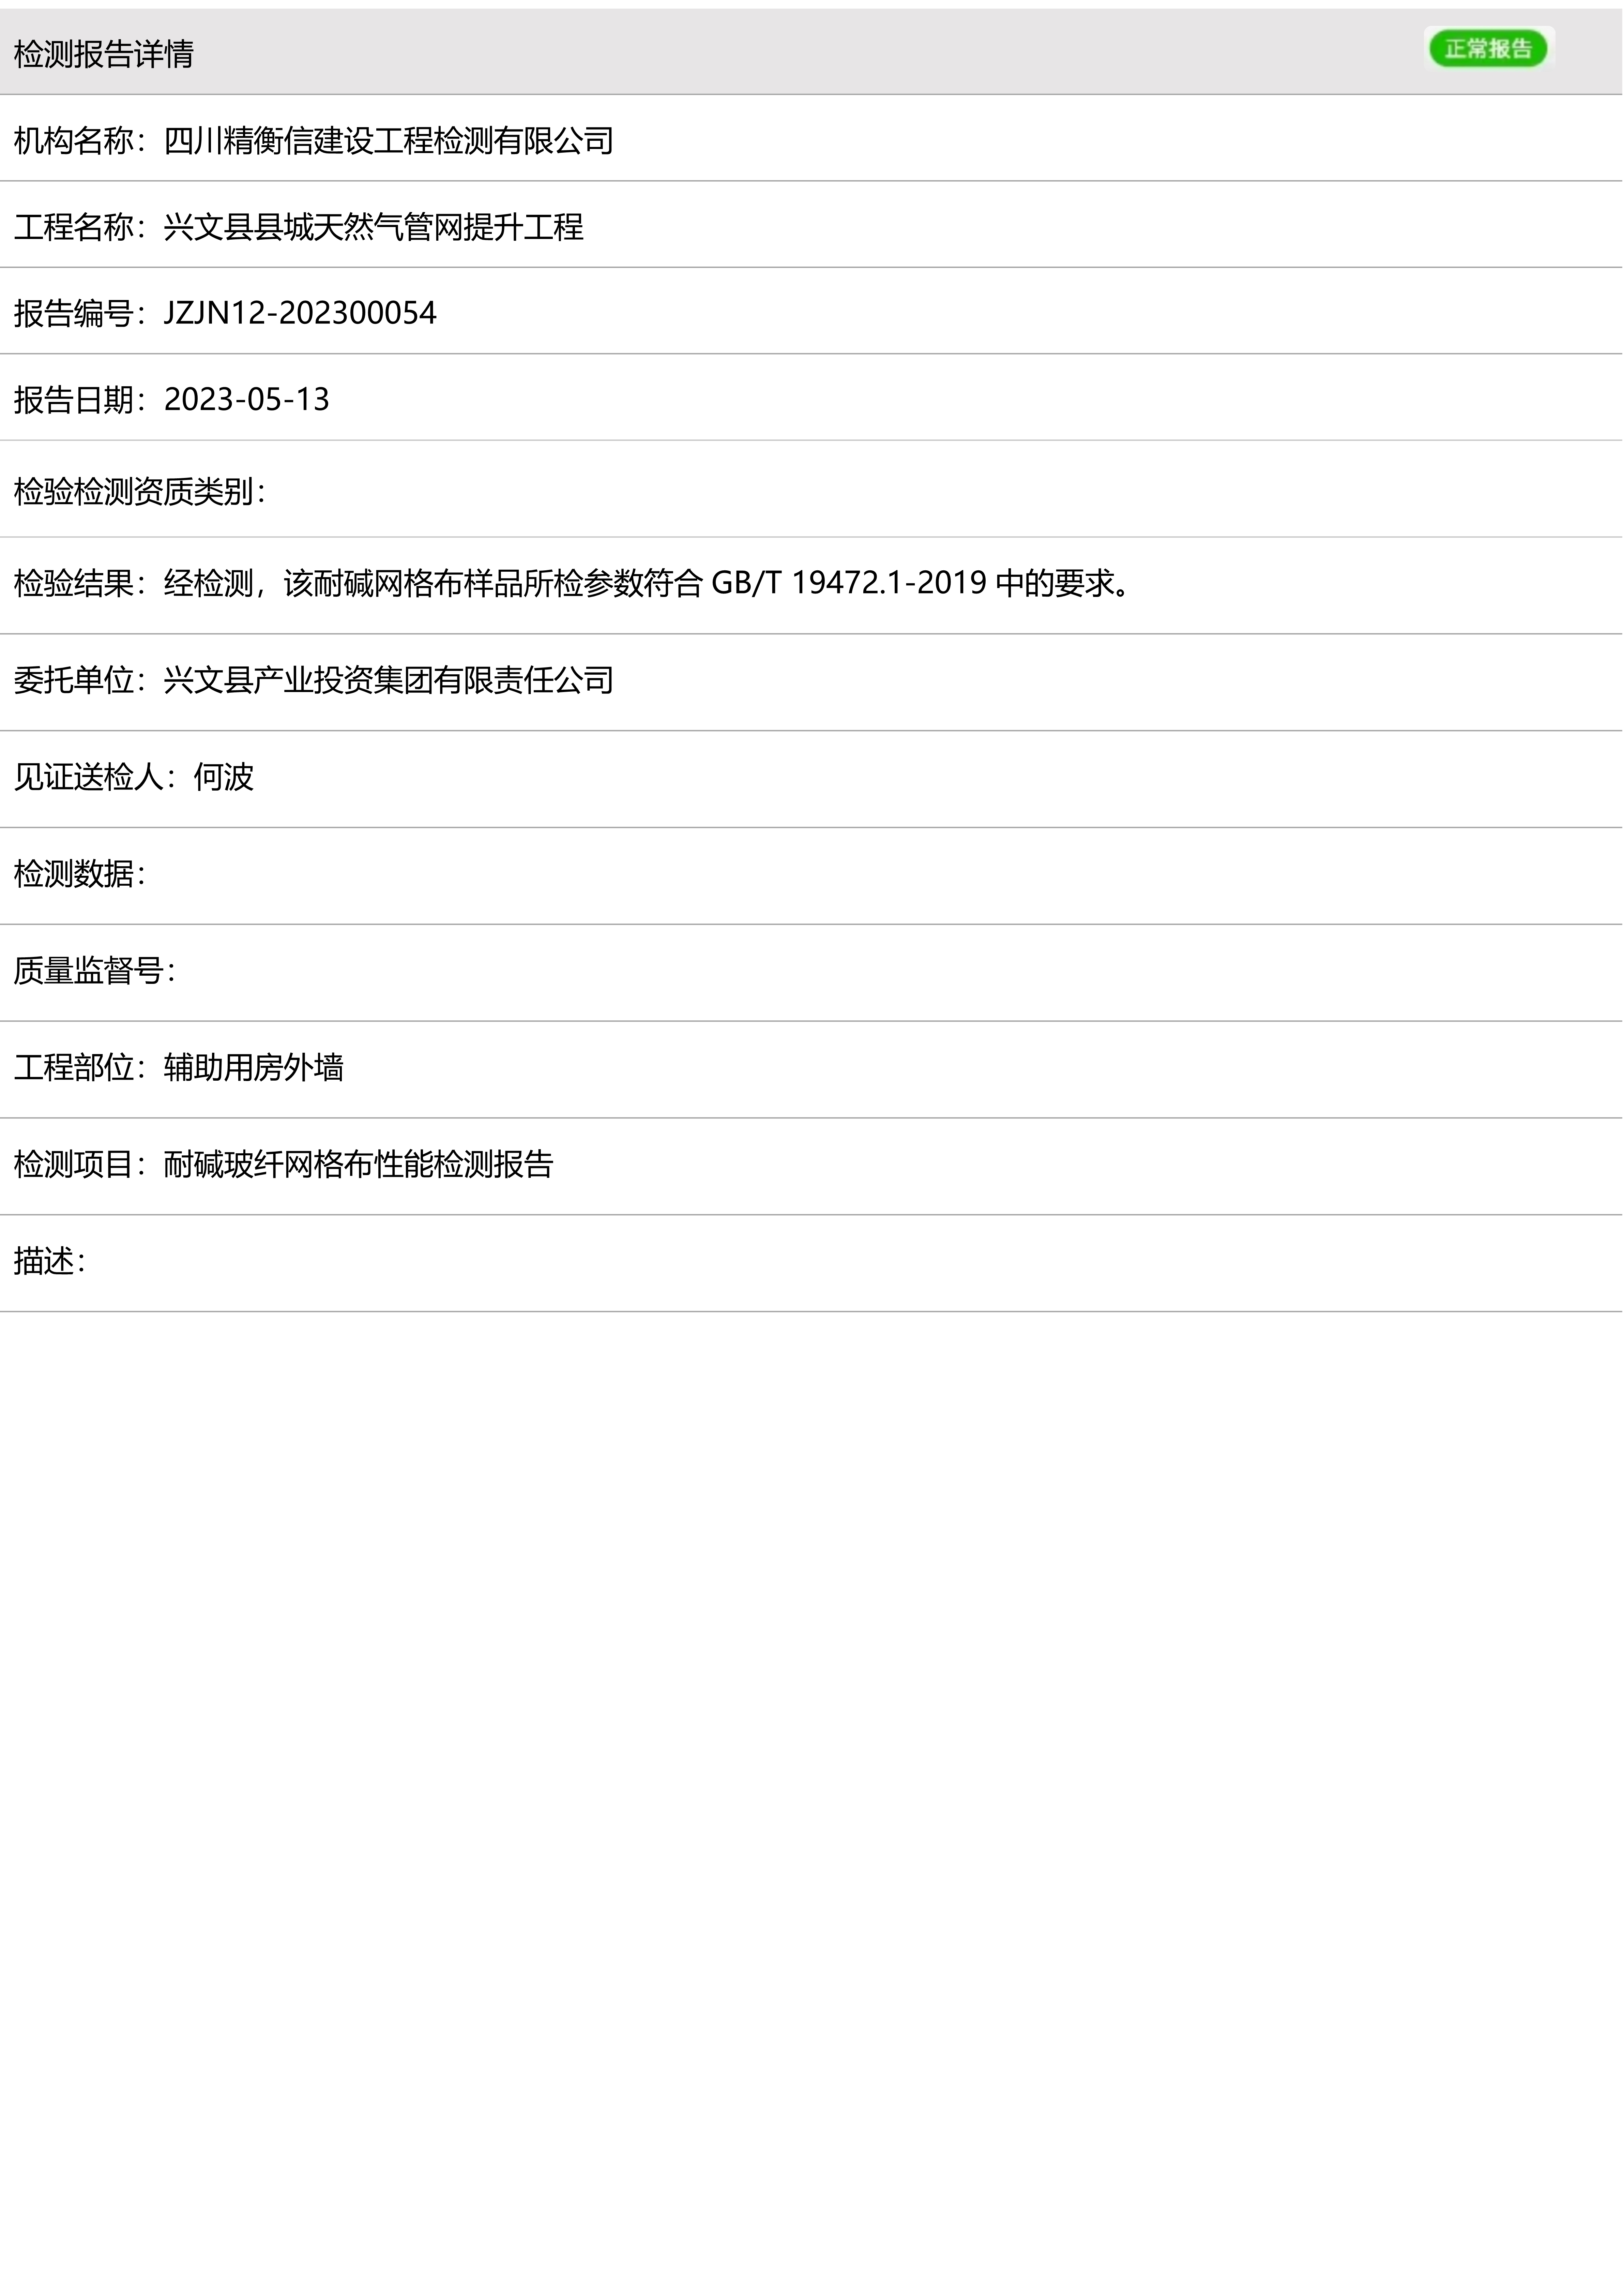 检测报告详情
正常报告
机构名称：四川精衡信建设工程检测有限公司
工程名称：兴文县县城天然气管网提升工程
报告编号：JZJN12-202300054
报告日期：2023-05-13
检验检测资质类别：
检验结果：经检测，该耐碱网格布样品所检参数符合 GB/T 19472.1-2019 中的要求。
委托单位：兴文县产业投资集团有限责任公司
见证送检人：何波
检测数据：
质量监督号：
工程部位：辅助用房外墙
检测项目：耐碱玻纤网格布性能检测报告
描述：